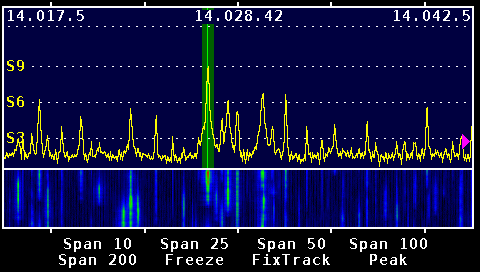 14.017.5 14.028.42 14.042.5
S9
S6
S3
Span 10 Span 25 Span 50 Span 100
Span 200 Freeze FixTrack Peak